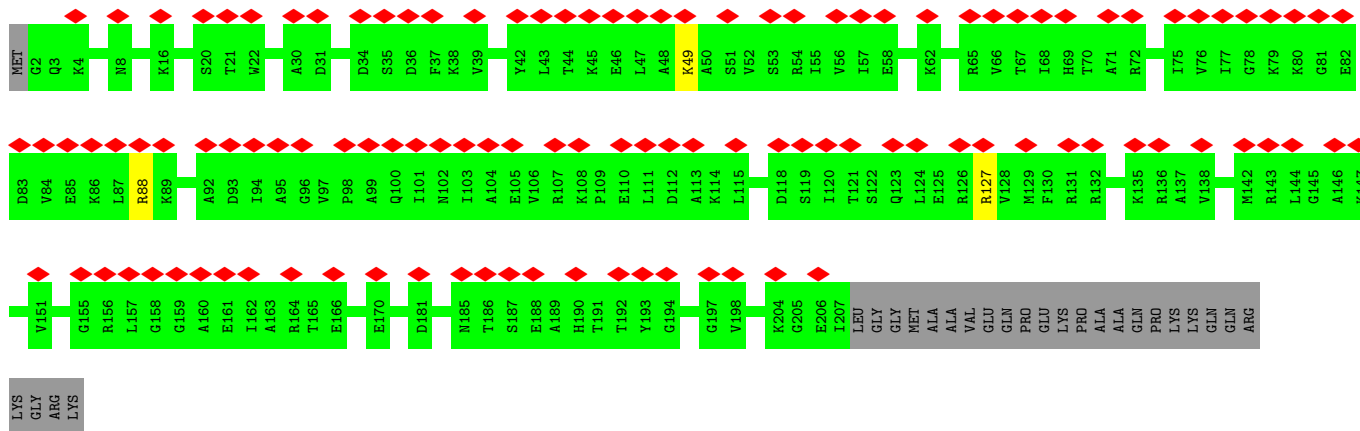 MET G2 Q3 K4 N8 K16 S20 T21 W22 A30 D31 D34 S35 D36 F37 K38 V39 Y42 L43 T44 K45 E46 L47 A48 K49 A50 S51 V52 S53 R54 I55 V56 I57 E58 K62 R65 V66 T67 I68 H69 T70 A71 R72 I75 V76 I77 G78 K79 K80 G81 E82
D83 V84 E85 K86 L87 R88 K89 A92 D93 I94 A95 G96 V97 P98 A99 Q100 I101 N102 I103 A104 E105 V106 R107 K108 P109 E110 L111 D112 A113 K114 L115 D118 S119 I120 T121 S122 Q123 L124 E125 R126 R127 V128 M129 F130 R131 R132 K135 R136 A137 V138 M142 R143 L144 G145 A146 K147
V151 G155 R156 L157 G158 G159 A160 E161 I162 A163 R164 T165 E166 E170 D181 N185 T186 S187 E188 A189 H190 T191 T192 Y193 G194 G197 V198 K204 G205 E206 I207 LEU GLY GLY MET ALA ALA VAL GLU GLN PRO GLU LYS PRO ALA ALA GLN PRO LYS LYS GLN GLN ARG
LYS GLY ARG LYS